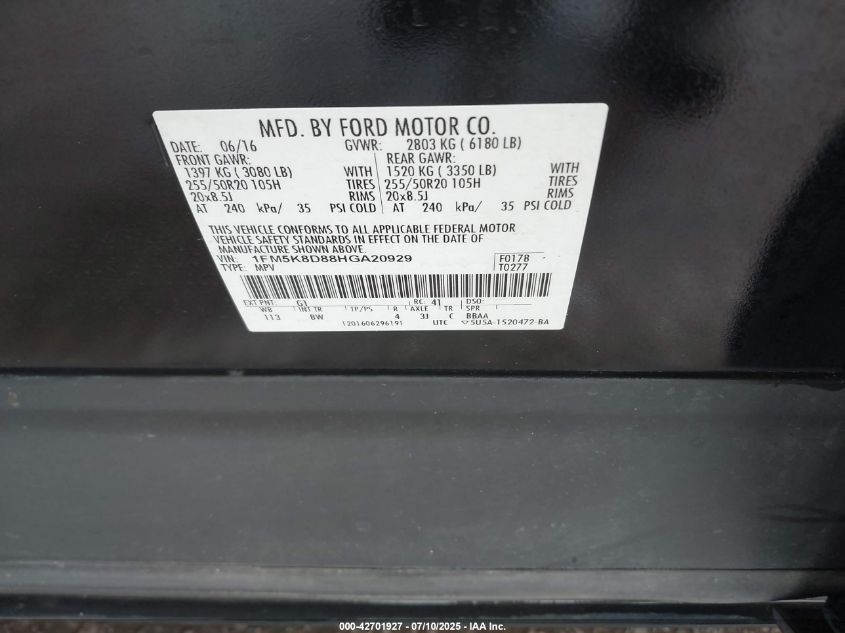 MFD. BY FORD MOTOR CO.
DATE: 06/16 GVWR: 2803 KG ( 6180 LB)
FRONT GAWR: REAR GAWR:
1397 KG ( 3080 LB) WITH 1520 KG ( 3350 LB) WITH
255/50R20 105H TIRES 255/50R20 105H TIRES
20x8.5J RIMS 20x8.5J RIMS
AT 240 kPa/ 35 PSI COLD AT 240 kPa/ 35 PSI COLD
THIS VEHICLE CONFORMS TO ALL APPLICABLE FEDERAL MOTOR
VEHICLE SAFETY STANDARDS IN EFFECT ON THE DATE OF
MANUFACTURE SHOWN ABOVE.
VIN: 1FM5K8D88HGA20929 F0178
TYPE: MPV T0277
EXT PNT: G1 RC: 41 DSO:
WB INT TR TP/PS R AXLE TR SPR
113 8W 4 3J C BBAA
1201606296191 UTC 5U5A-1520472-BA
000-42701927 - 07/10/2025 - IAA Inc.